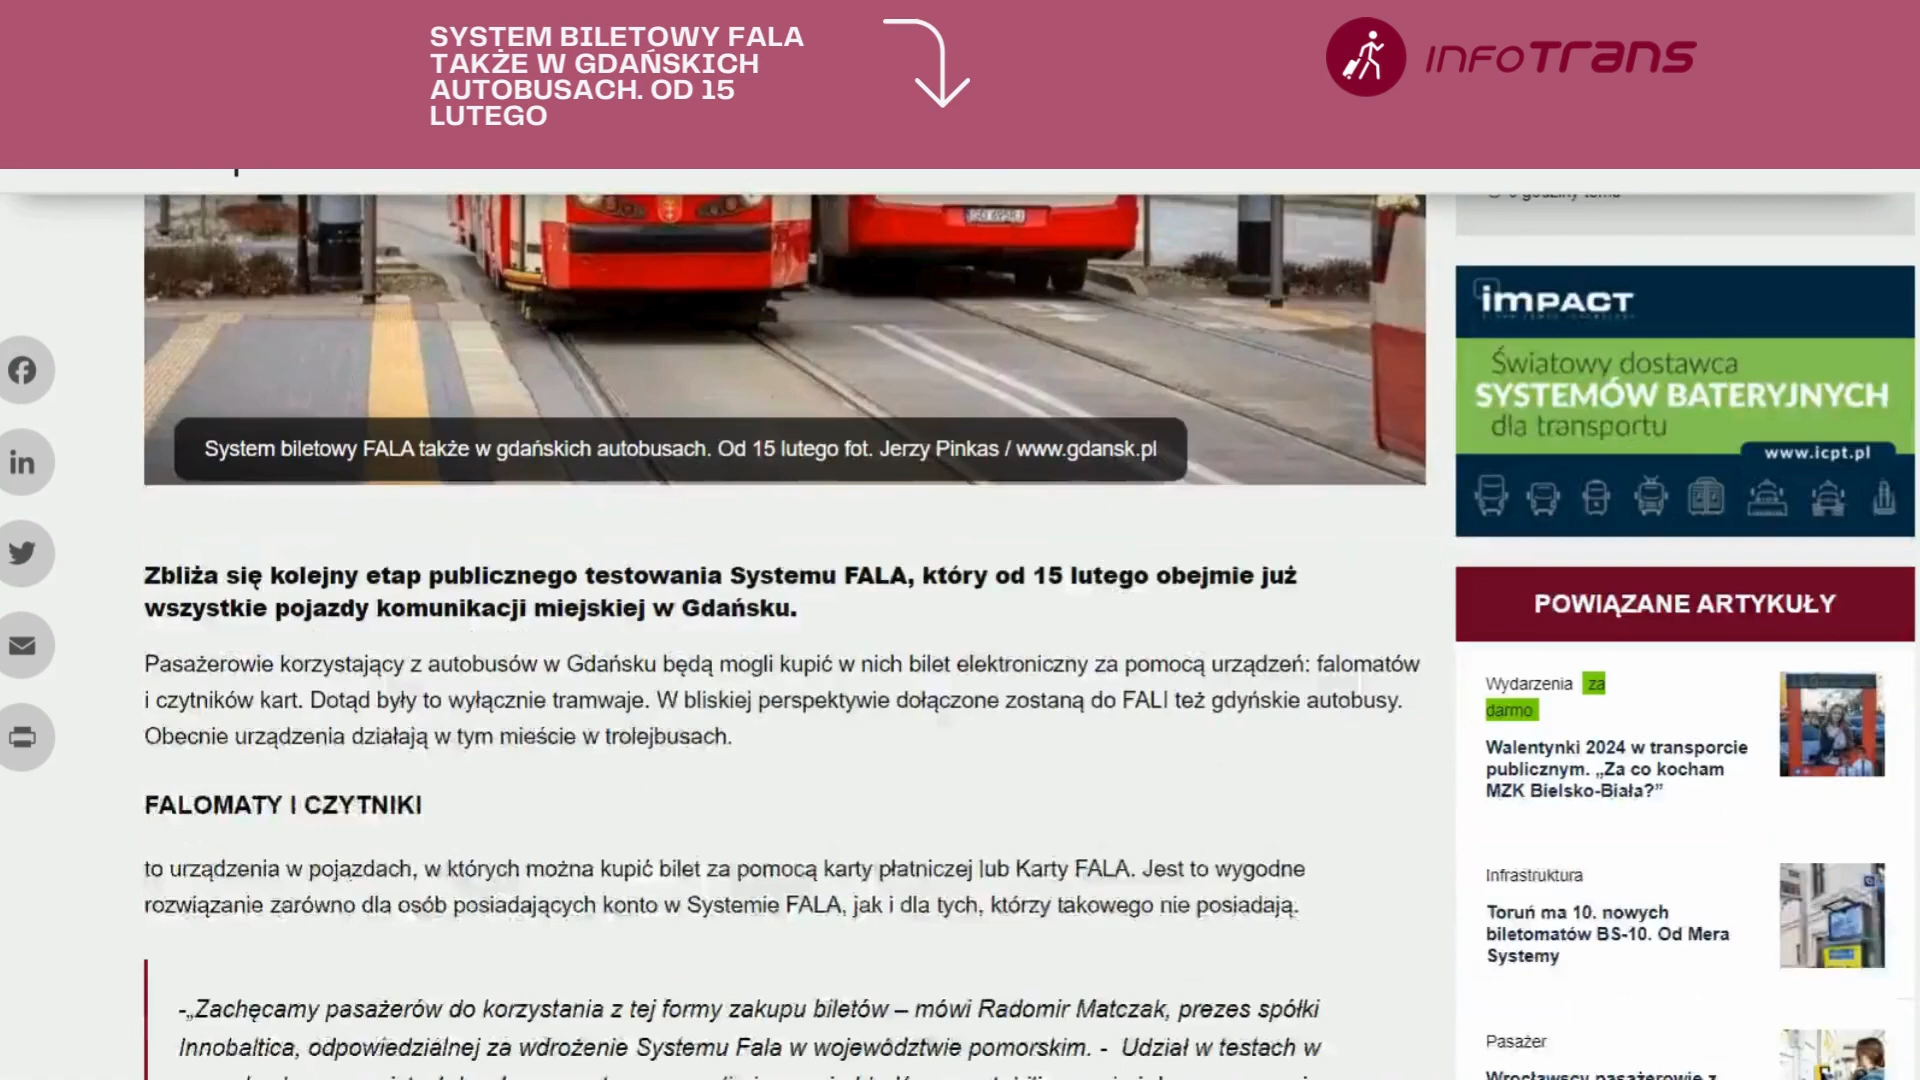 SYSTEM BILETOWY FALA
TAKŻE W GDAŃSKICH
AUTOBUSACH. OD 15
LUTEGO
INFOTRANS
System biletowy FALA także w gdańskich autobusach. Od 15 lutego fot. Jerzy Pinkas / www.gdansk.pl
Zbliża się kolejny etap publicznego testowania Systemu FALA, który od 15 lutego obejmie już
wszystkie pojazdy komunikacji miejskiej w Gdańsku.
Pasażerowie korzystający z autobusów w Gdańsku będą mogli kupić w nich bilet elektroniczny za pomocą urządzeń: falomatów
i czytników kart. Dotąd były to wyłącznie tramwaje. W bliskiej perspektywie dołączone zostaną do FALI też gdyńskie autobusy.
Obecnie urządzenia działają w tym mieście w trolejbusach.
FALOMATY I CZYTNIKI
to urządzenia w pojazdach, w których można kupić bilet za pomocą karty płatniczej lub Karty FALA. Jest to wygodne
rozwiązanie zarówno dla osób posiadających konto w Systemie FALA, jak i dla tych, którzy takowego nie posiadają.
-„Zachęcamy pasażerów do korzystania z tej formy zakupu biletów – mówi Radomir Matczak, prezes spółki
Innobaltica, odpowiedzialnej za wdrożenie Systemu Fala w województwie pomorskim. - Udział w testach w
IMPACT
Światowy dostawca
SYSTEMÓW BATERYJNYCH
dla transportu
www.icpt.pl
POWIĄZANE ARTYKUŁY
Wydarzenia za
darmo
Walentynki 2024 w transporcie
publicznym. „Za co kocham
MZK Bielsko-Biała?”
Infrastruktura
Toruń ma 10. nowych
biletomatów BS-10. Od Mera
Systemy
Pasażer
Wrocławscy pasażerowie z